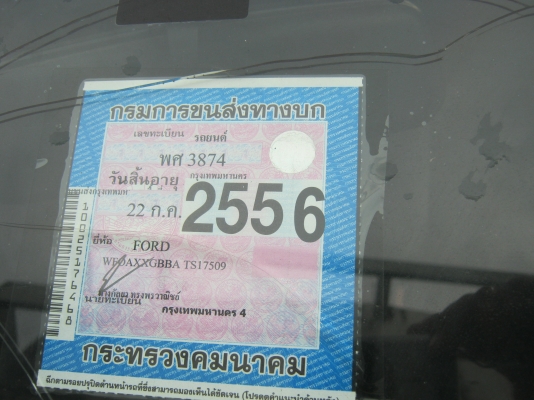 กรมการขนส่งทางบก
เลขทะเบียน รถยนต์
พศ 3874
วันสิ้นอายุ กรุงเทพมหานคร
22 ก.ค. 2556
ยี่ห้อ FORD
WF0AXXGBBA TS17509
นายทะเบียน กรุงเทพมหานคร 4
กระทรวงคมนาคม